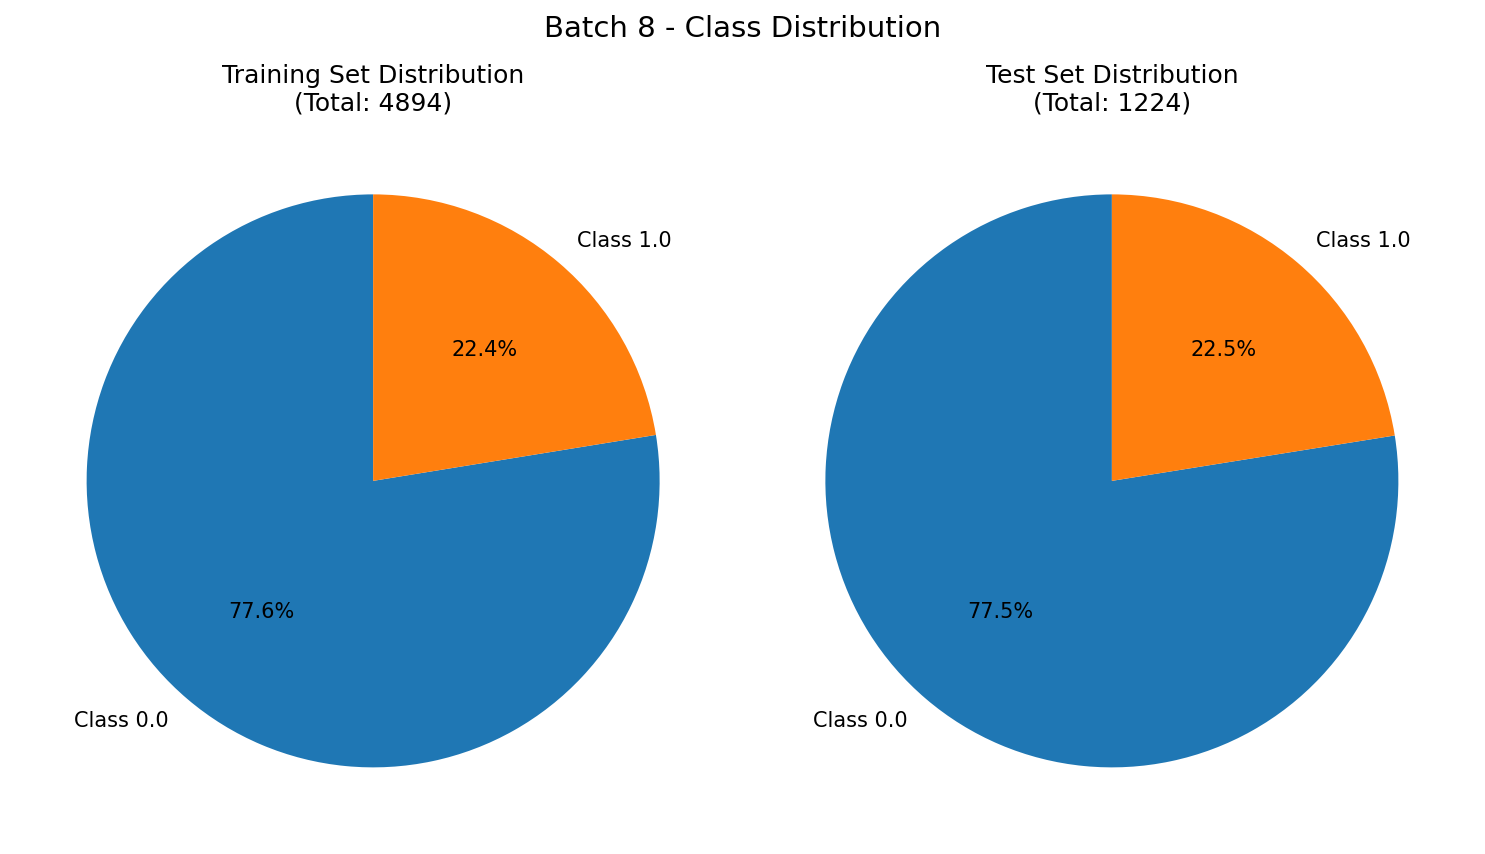 Batch 8 - Class Distribution
Training Set Distribution
(Total: 4894)
Class 1.0
22.4%
77.6%
Class 0.0
Test Set Distribution
(Total: 1224)
Class 1.0
22.5%
77.5%
Class 0.0